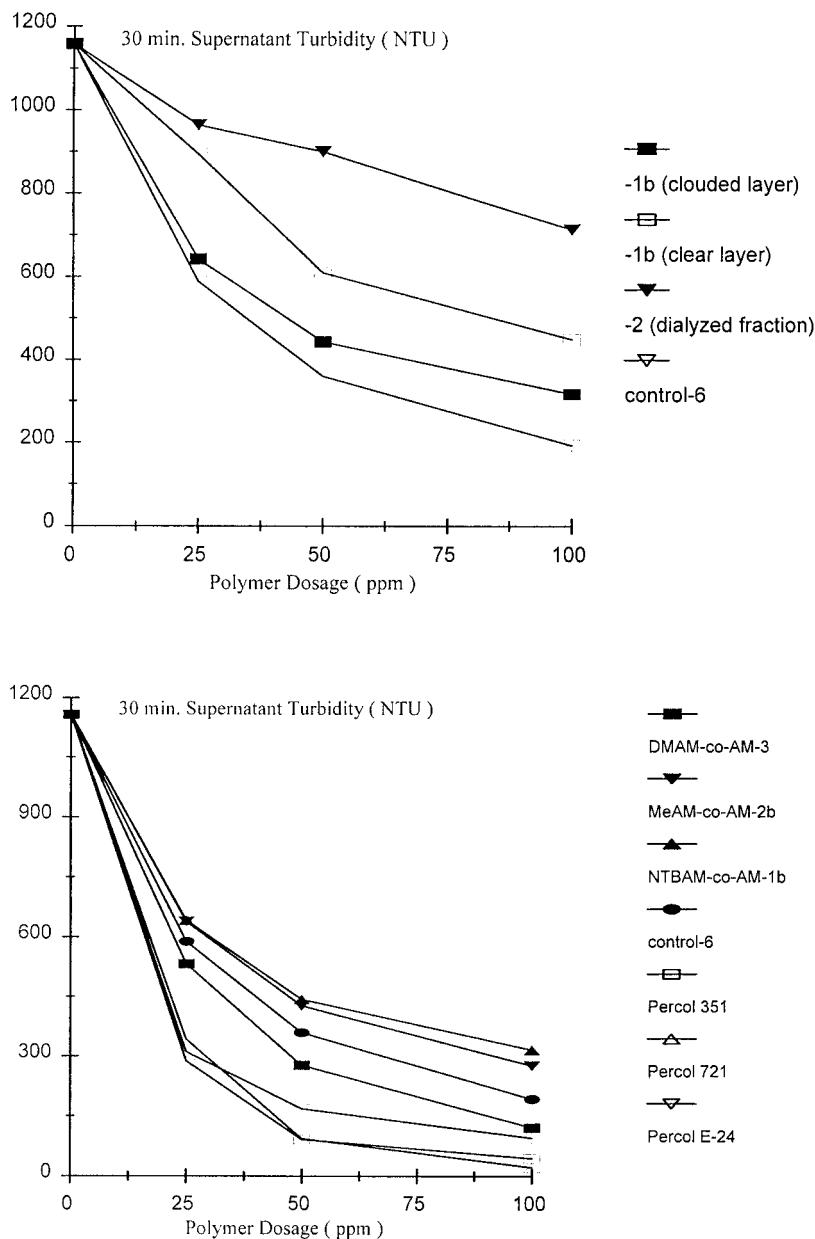 1200
30 min. Supernatant Turbidity ( NTU )
1000
800
600
400
200
0
0 25 50 75 100
Polymer Dosage ( ppm )
-1b (clouded layer)
-1b (clear layer)
-2 (dialyzed fraction)
control-6
1200
30 min. Supernatant Turbidity ( NTU )
900
600
300
0
0 25 50 75 100
Polymer Dosage ( ppm )
DMAM-co-AM-3
MeAM-co-AM-2b
NTBAM-co-AM-1b
control-6
Percol 351
Percol 721
Percol E-24